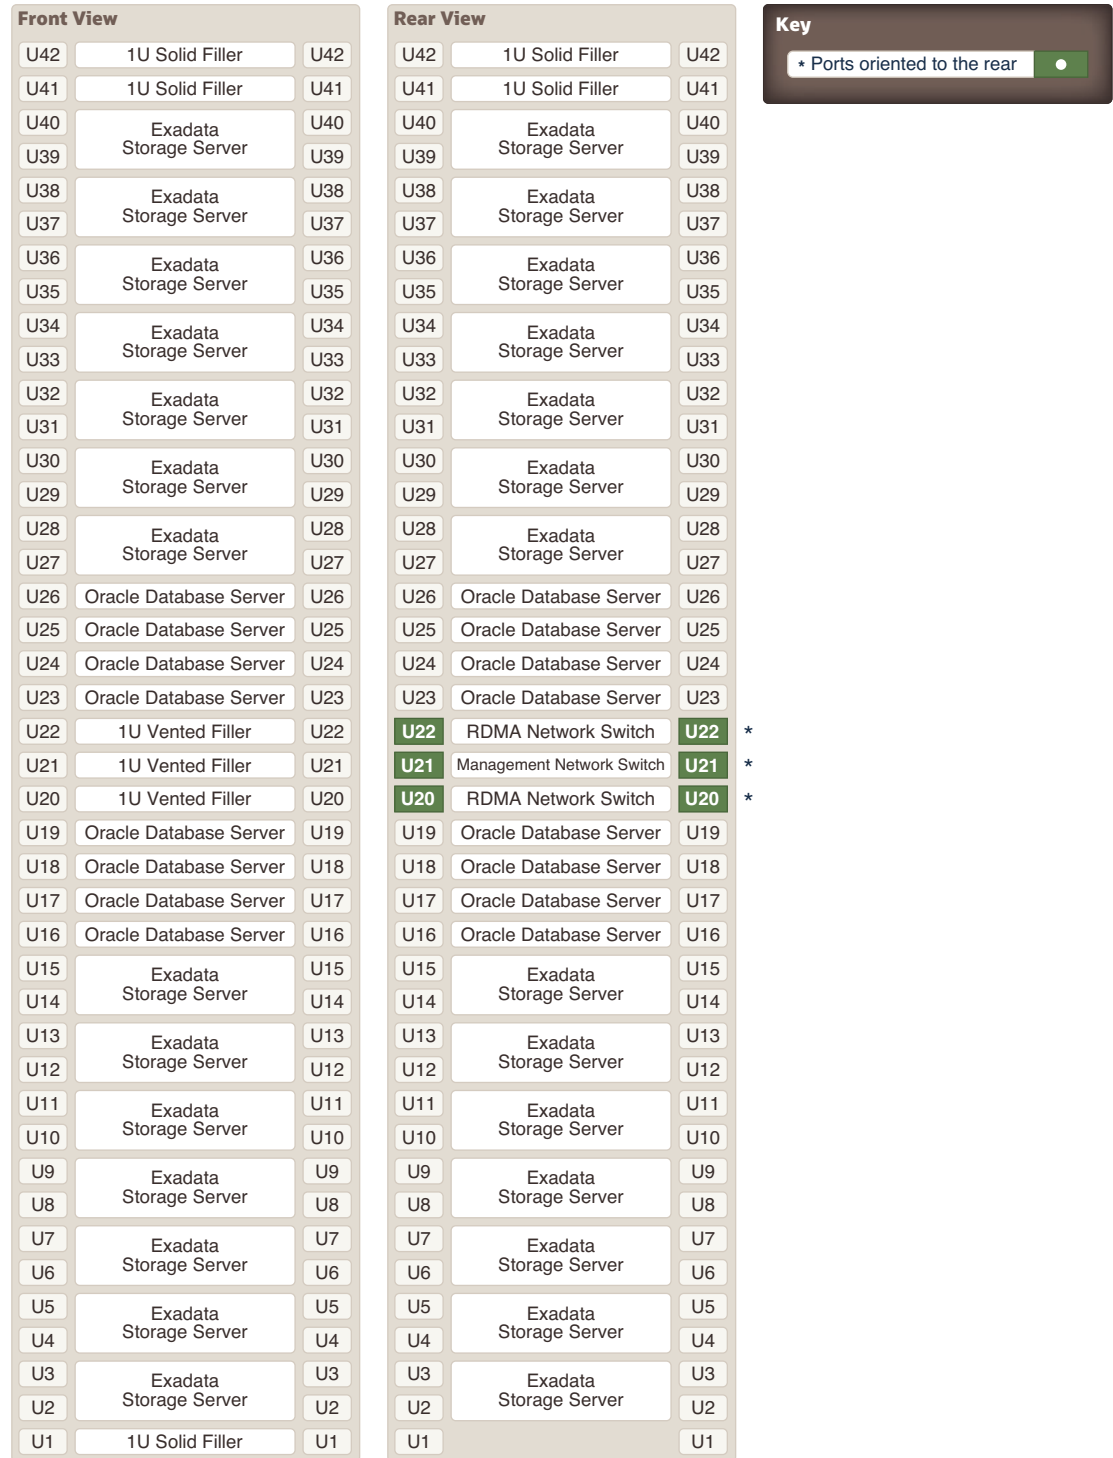 Front View
U42 1U Solid Filler U42
U41 1U Solid Filler U41
U40 Exadata U40
Storage Server
U39 U39
U38 Exadata U38
Storage Server
U37 U37
U36 Exadata U36
Storage Server
U35 U35
U34 Exadata U34
Storage Server
U33 U33
U32 Exadata U32
Storage Server
U31 U31
U30 Exadata U30
Storage Server
U29 U29
U28 Exadata U28
Storage Server
U27 U27
U26 Oracle Database Server U26
U25 Oracle Database Server U25
U24 Oracle Database Server U24
U23 Oracle Database Server U23
U22 1U Vented Filler U22
U21 1U Vented Filler U21
U20 1U Vented Filler U20
U19 Oracle Database Server U19
U18 Oracle Database Server U18
U17 Oracle Database Server U17
U16 Oracle Database Server U16
U15 Exadata U15
Storage Server
U14 U14
U13 Exadata U13
Storage Server
U12 U12
U11 Exadata U11
Storage Server
U10 U10
U9 Exadata U9
Storage Server
U8 U8
U7 Exadata U7
Storage Server
U6 U6
U5 Exadata U5
Storage Server
U4 U4
U3 Exadata U3
Storage Server
U2 U2
U1 1U Solid Filler U1
Rear View
U42 1U Solid Filler U42
U41 1U Solid Filler U41
U40 Exadata U40
Storage Server
U39 U39
U38 Exadata U38
Storage Server
U37 U37
U36 Exadata U36
Storage Server
U35 U35
U34 Exadata U34
Storage Server
U33 U33
U32 Exadata U32
Storage Server
U31 U31
U30 Exadata U30
Storage Server
U29 U29
U28 Exadata U28
Storage Server
U27 U27
U26 Oracle Database Server U26
U25 Oracle Database Server U25
U24 Oracle Database Server U24
U23 Oracle Database Server U23
U22 RDMA Network Switch U22 *
U21 Management Network Switch U21 *
U20 RDMA Network Switch U20 *
U19 Oracle Database Server U19
U18 Oracle Database Server U18
U17 Oracle Database Server U17
U16 Oracle Database Server U16
U15 Exadata U15
Storage Server
U14 U14
U13 Exadata U13
Storage Server
U12 U12
U11 Exadata U11
Storage Server
U10 U10
U9 Exadata U9
Storage Server
U8 U8
U7 Exadata U7
Storage Server
U6 U6
U5 Exadata U5
Storage Server
U4 U4
U3 Exadata U3
Storage Server
U2 U2
U1 U1
Key
* Ports oriented to the rear